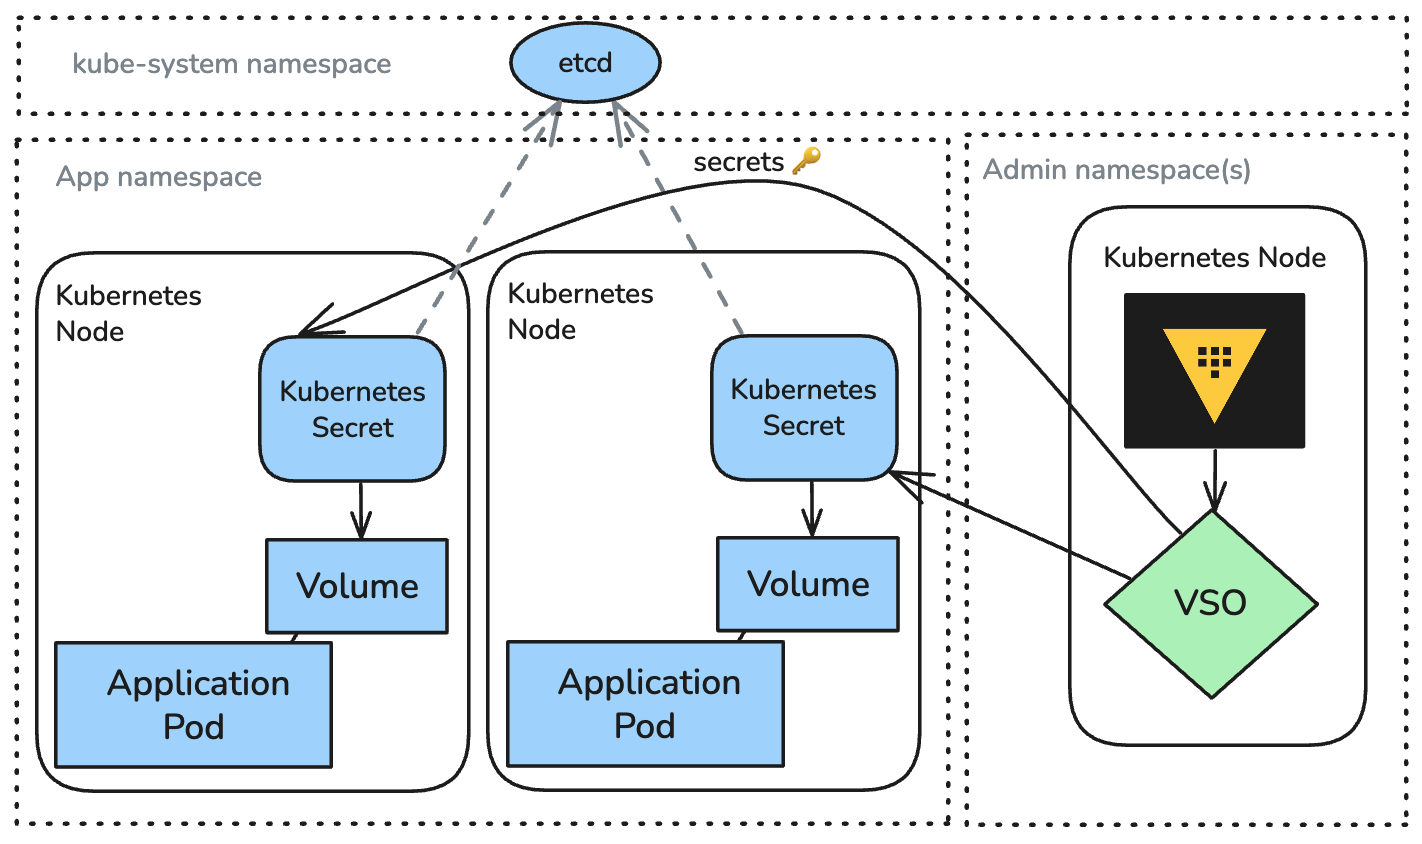 kube-system namespace
etcd
App namespace
secrets 🔑
Admin namespace(s)
Kubernetes
Node
Kubernetes
Secret
Volume
Application
Pod
Kubernetes
Node
Kubernetes
Secret
Volume
Application
Pod
Kubernetes Node
VSO